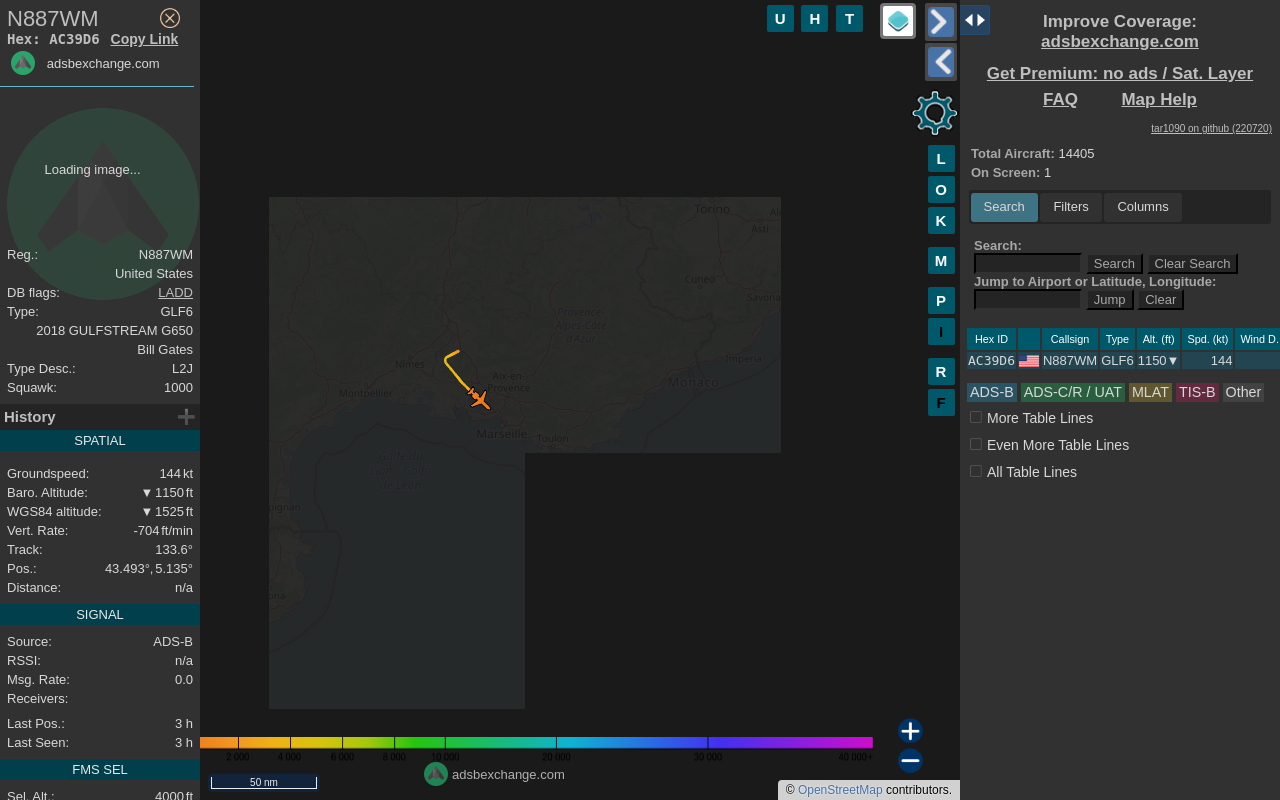 N887WM
Hex: AC39D6 Copy Link
adsbexchange.com
Loading image...
Reg.: N887WM
United States
DB flags: LADD
Type: GLF6
2018 GULFSTREAM G650
Bill Gates
Type Desc.: L2J
Squawk: 1000
History
SPATIAL
Groundspeed: 144 kt
Baro. Altitude: ▼ 1150 ft
WGS84 altitude: ▼ 1525 ft
Vert. Rate: -704 ft/min
Track: 133.6°
Pos.: 43.493°, 5.135°
Distance: n/a
SIGNAL
Source: ADS-B
RSSI: n/a
Msg. Rate: 0.0
Receivers:
Last Pos.: 3 h
Last Seen: 3 h
FMS SEL
Sel. Alt.: 4000 ft
U H T
L
O
K
M
P
I
R
F
Torino
Asti
Cuneo
Savona
Provence
Alpes-Côte
d'Azur
Imperia
Nîmes
Monaco
Aix-en-
Provence
Montpellier
Marseille
Toulon
2 000 4 000 6 000 8 000 10 000 20 000 30 000 40 000+
adsbexchange.com
50 nm
© OpenStreetMap contributors.
Improve Coverage:
adsbexchange.com
Get Premium: no ads / Sat. Layer
FAQ Map Help
tar1090 on github (220720)
Total Aircraft: 14405
On Screen: 1
Search Filters Columns
Search:
Search Clear Search
Jump to Airport or Latitude, Longitude:
Jump Clear
Hex ID Callsign Type Alt. (ft) Spd. (kt) Wind D.
AC39D6 N887WM GLF6 1150▼ 144
ADS-B ADS-C/R / UAT MLAT TIS-B Other
More Table Lines
Even More Table Lines
All Table Lines